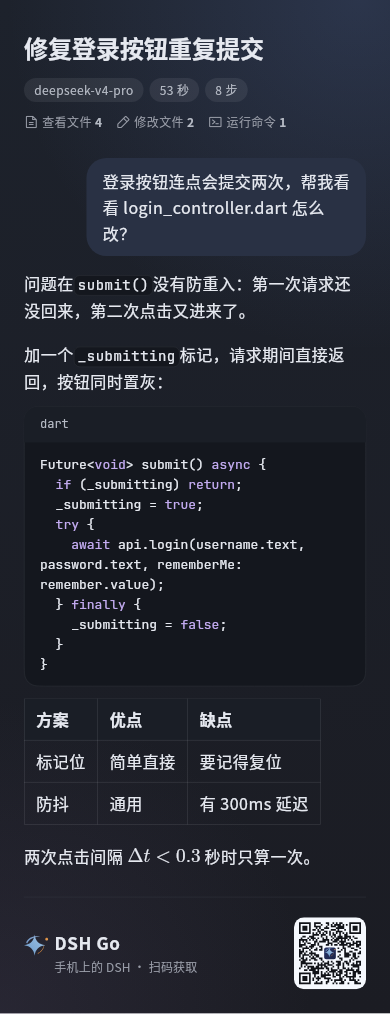 修复登录按钮重复提交
deepseek-v4-pro 53 秒 8 步
查看文件 4 修改文件 2 运行命令 1
登录按钮连点会提交两次，帮我看
看 login_controller.dart 怎么
改？
问题在 submit() 没有防重入：第一次请求还
没回来，第二次点击又进来了。
加一个 _submitting 标记，请求期间直接返
回，按钮同时置灰：
dart
Future<void> submit() async {
  if (_submitting) return;
  _submitting = true;
  try {
    await api.login(username.text,
password.text, rememberMe:
remember.value);
  } finally {
    _submitting = false;
  }
}
方案 优点 缺点
标记位 简单直接 要记得复位
防抖 通用 有 300ms 延迟
两次点击间隔 Δt < 0.3 秒时只算一次。
DSH Go
手机上的 DSH · 扫码获取